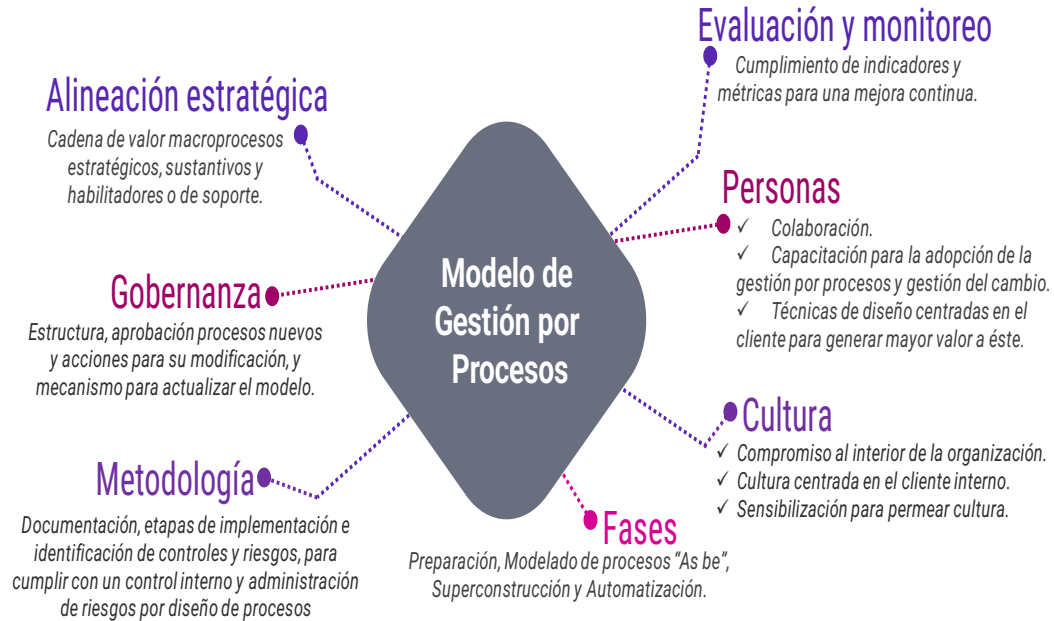 Evaluación y monitoreo
Cumplimiento de indicadores y
métricas para una mejora continua.
Alineación estratégica
Cadena de valor macroprocesos
estratégicos, sustantivos y
habilitadores o de soporte.
Personas
✓ Colaboración.
✓ Capacitación para la adopción de la
gestión por procesos y gestión del cambio.
✓ Técnicas de diseño centradas en el
cliente para generar mayor valor a éste.
Modelo de
Gestión por
Procesos
Gobernanza
Estructura, aprobación procesos nuevos
y acciones para su modificación, y
mecanismo para actualizar el modelo.
Cultura
✓ Compromiso al interior de la organización.
✓ Cultura centrada en el cliente interno.
✓ Sensibilización para permear cultura.
Metodología
Documentación, etapas de implementación e
identificación de controles y riesgos, para
cumplir con un control interno y administración
de riesgos por diseño de procesos
Fases
Preparación, Modelado de procesos “As be”,
Superconstrucción y Automatización.